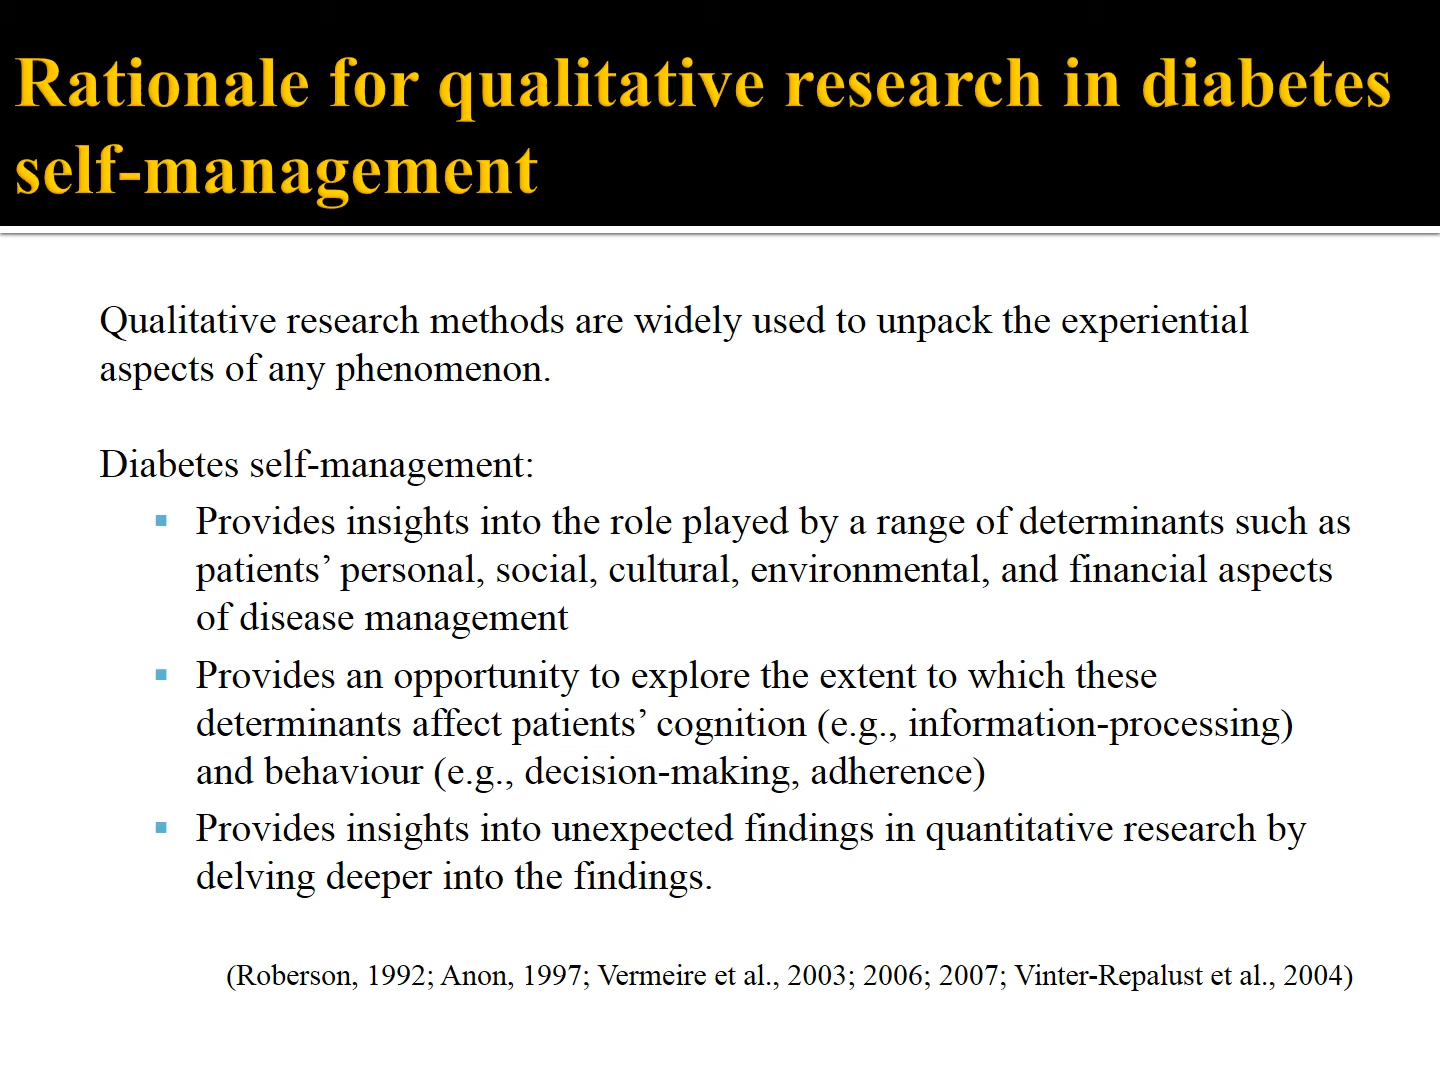 Rationale for qualitative research in diabetes
self-management
Qualitative research methods are widely used to unpack the experiential
aspects of any phenomenon.
Diabetes self-management:
▪ Provides insights into the role played by a range of determinants such as
patients’ personal, social, cultural, environmental, and financial aspects
of disease management
▪ Provides an opportunity to explore the extent to which these
determinants affect patients’ cognition (e.g., information-processing)
and behaviour (e.g., decision-making, adherence)
▪ Provides insights into unexpected findings in quantitative research by
delving deeper into the findings.
(Roberson, 1992; Anon, 1997; Vermeire et al., 2003; 2006; 2007; Vinter-Repalust et al., 2004)